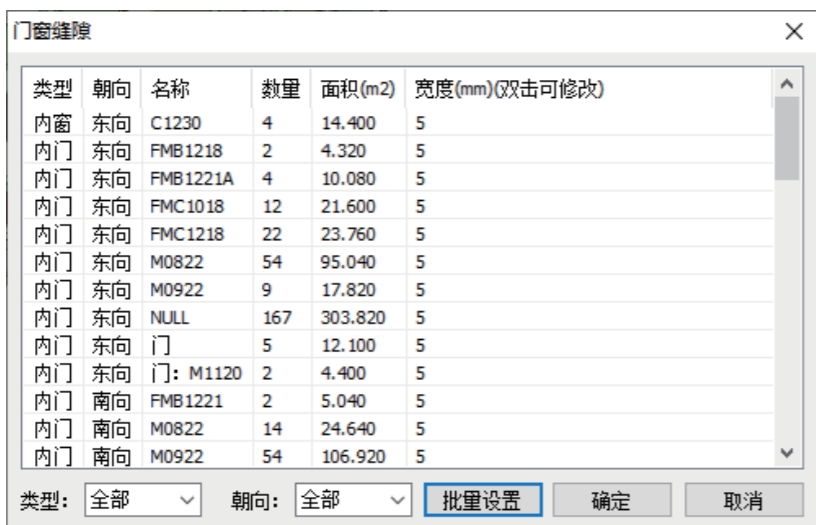 门窗缝隙
类型 朝向 名称 数量 面积(m2) 宽度(mm)(双击可修改)
内窗 东向 C1230 4 14.400 5
内门 东向 FMB1218 2 4.320 5
内门 东向 FMB1221A 4 10.080 5
内门 东向 FMC1018 12 21.600 5
内门 东向 FMC1218 22 23.760 5
内门 东向 M0822 54 95.040 5
内门 东向 M0922 9 17.820 5
内门 东向 NULL 167 303.820 5
内门 东向 门 5 12.100 5
内门 东向 门: M1120 2 4.400 5
内门 南向 FMB1221 2 5.040 5
内门 南向 M0822 14 24.640 5
内门 南向 M0922 54 106.920 5
类型: 全部 朝向: 全部 批量设置 确定 取消